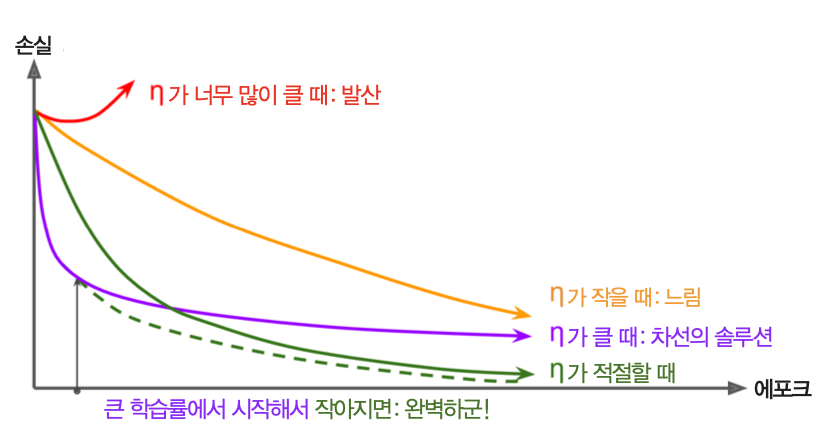 손실
η가 너무 많이 클 때: 발산
η가 작을 때: 느림
η가 클 때: 차선의 솔루션
η가 적절할 때
에포크
큰 학습률에서 시작해서 작아지면: 완벽하군!